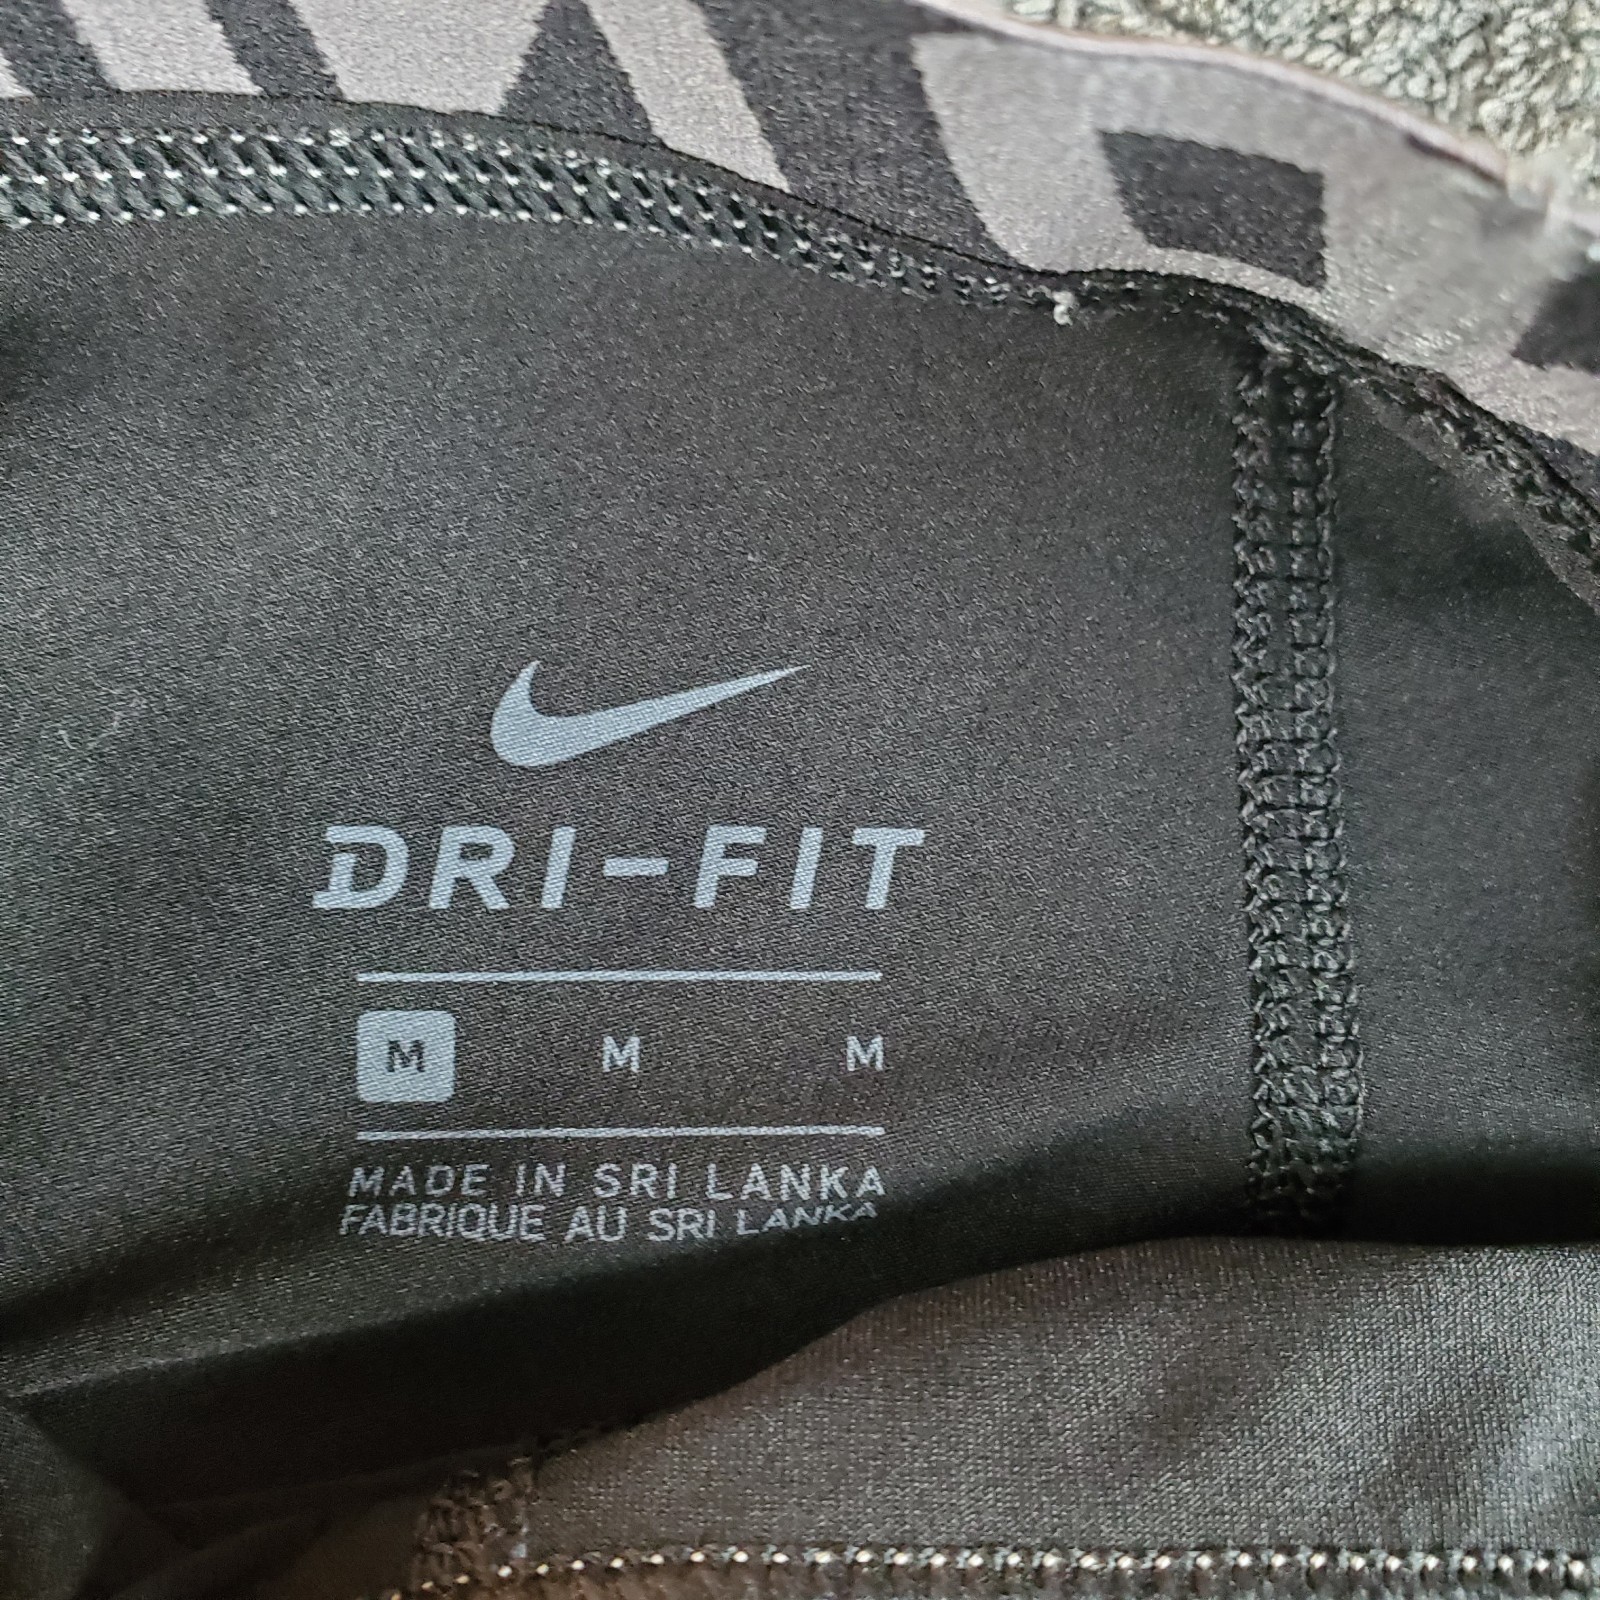 DRI-FIT
M M M
MADE IN SRI LANKA
FABRIQUE AU SRI LANKA